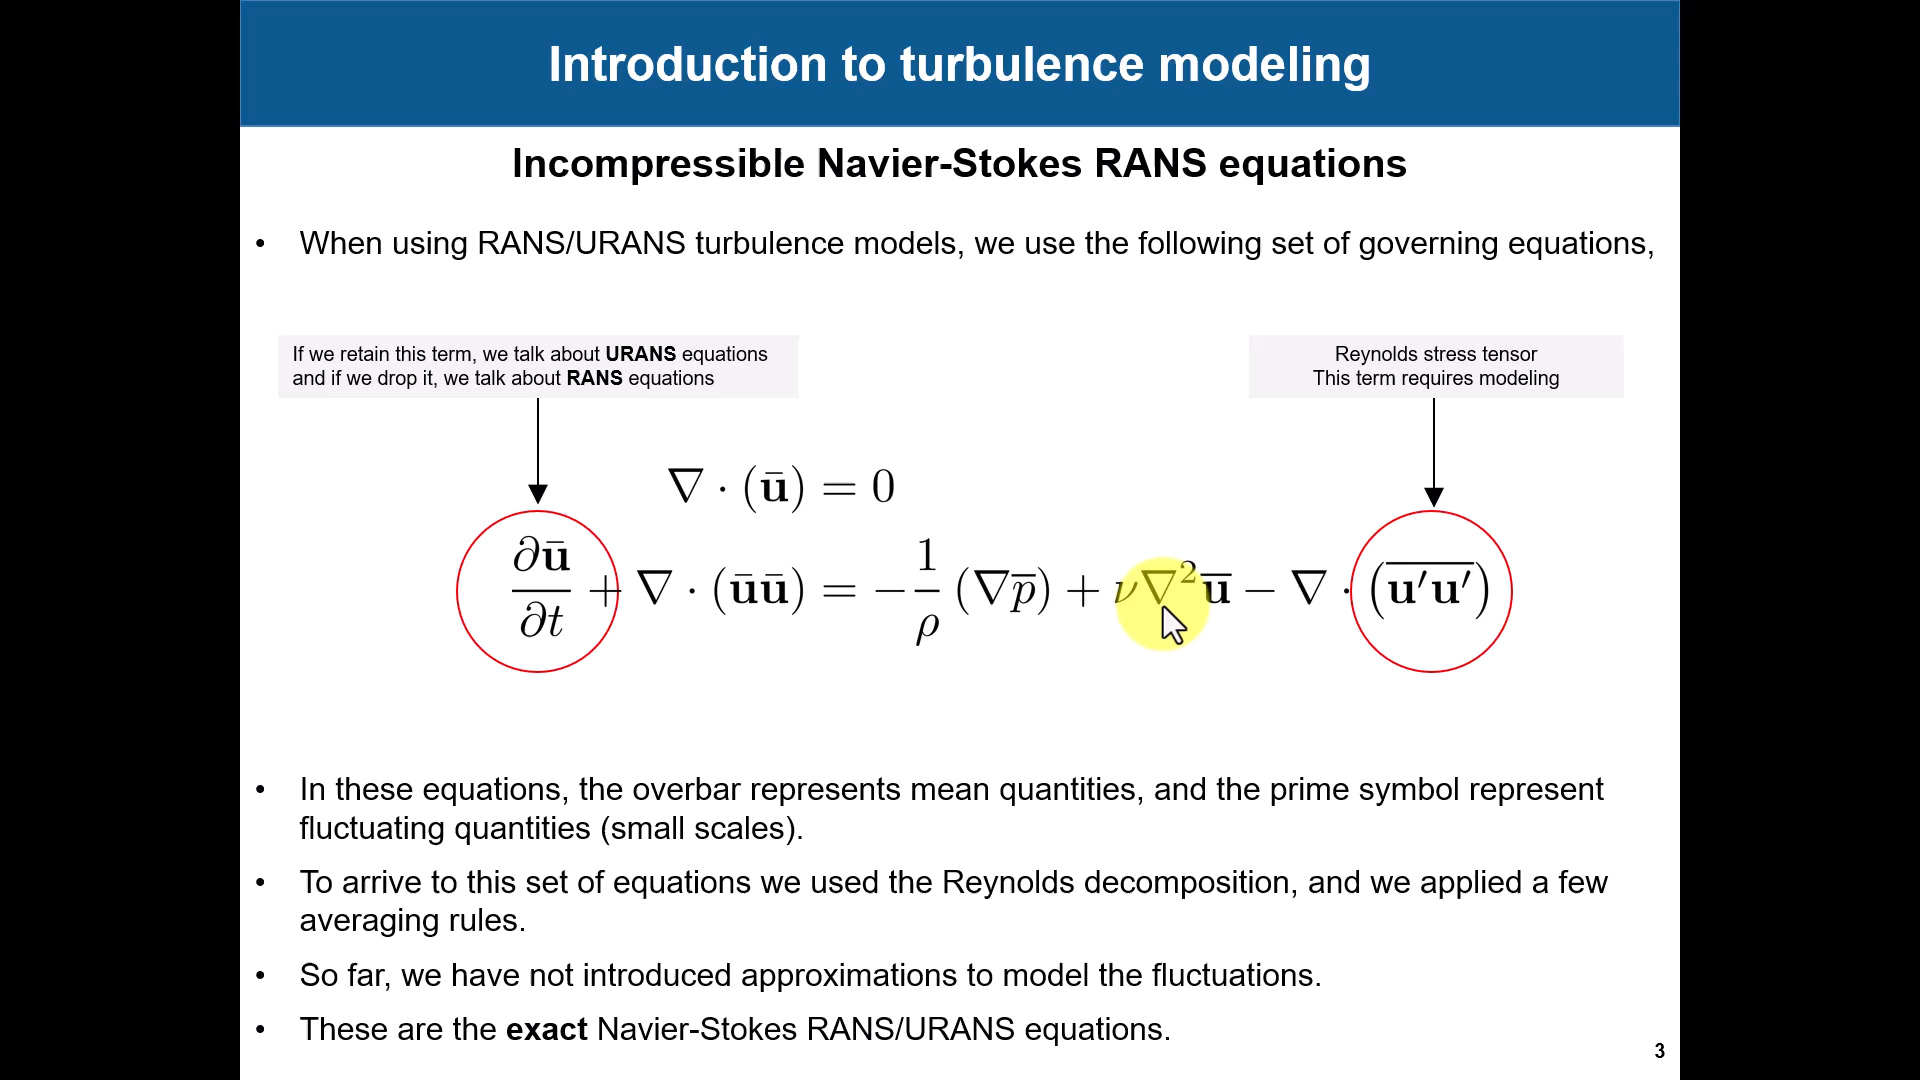 Introduction to turbulence modeling
Incompressible Navier-Stokes RANS equations
• When using RANS/URANS turbulence models, we use the following set of governing equations,
If we retain this term, we talk about URANS equations
and if we drop it, we talk about RANS equations
Reynolds stress tensor
This term requires modeling
∇ · (ū) = 0
∂ū/∂t + ∇ · (ūū) = −1/ρ (∇p̅) + ν∇²u̅ − ∇ · (u′u′)̅
• In these equations, the overbar represents mean quantities, and the prime symbol represent
fluctuating quantities (small scales).
• To arrive to this set of equations we used the Reynolds decomposition, and we applied a few
averaging rules.
• So far, we have not introduced approximations to model the fluctuations.
• These are the exact Navier-Stokes RANS/URANS equations.
3